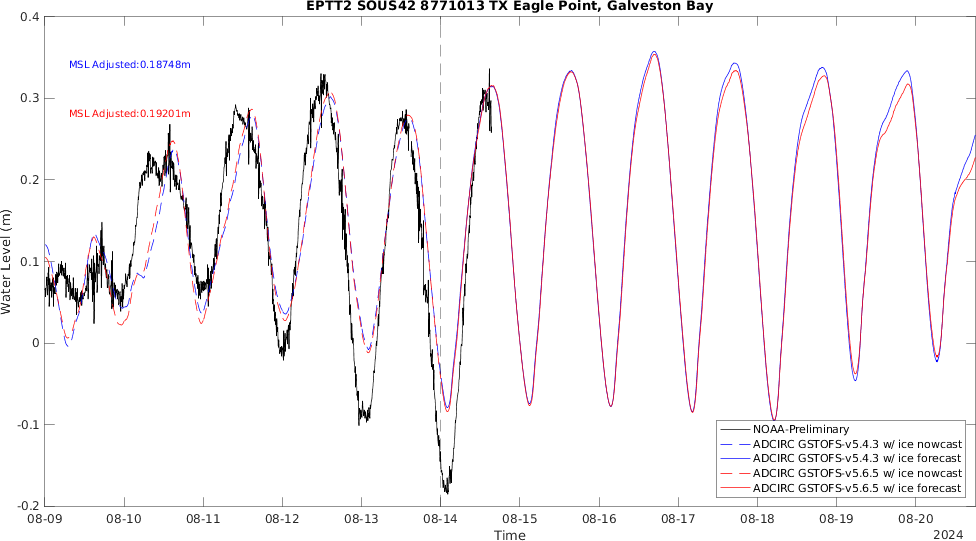 EPTT2 SOUS42 8771013 TX Eagle Point, Galveston Bay
0.4
MSL Adjusted:0.18748m
0.3
MSL Adjusted:0.19201m
0.2
Water Level (m)
0.1
0
-0.1
NOAA-Preliminary
ADCIRC GSTOFS-v5.4.3 w/ ice nowcast
ADCIRC GSTOFS-v5.4.3 w/ ice forecast
ADCIRC GSTOFS-v5.6.5 w/ ice nowcast
ADCIRC GSTOFS-v5.6.5 w/ ice forecast
-0.2
08-09 08-10 08-11 08-12 08-13 08-14 08-15 08-16 08-17 08-18 08-19 08-20
Time
2024